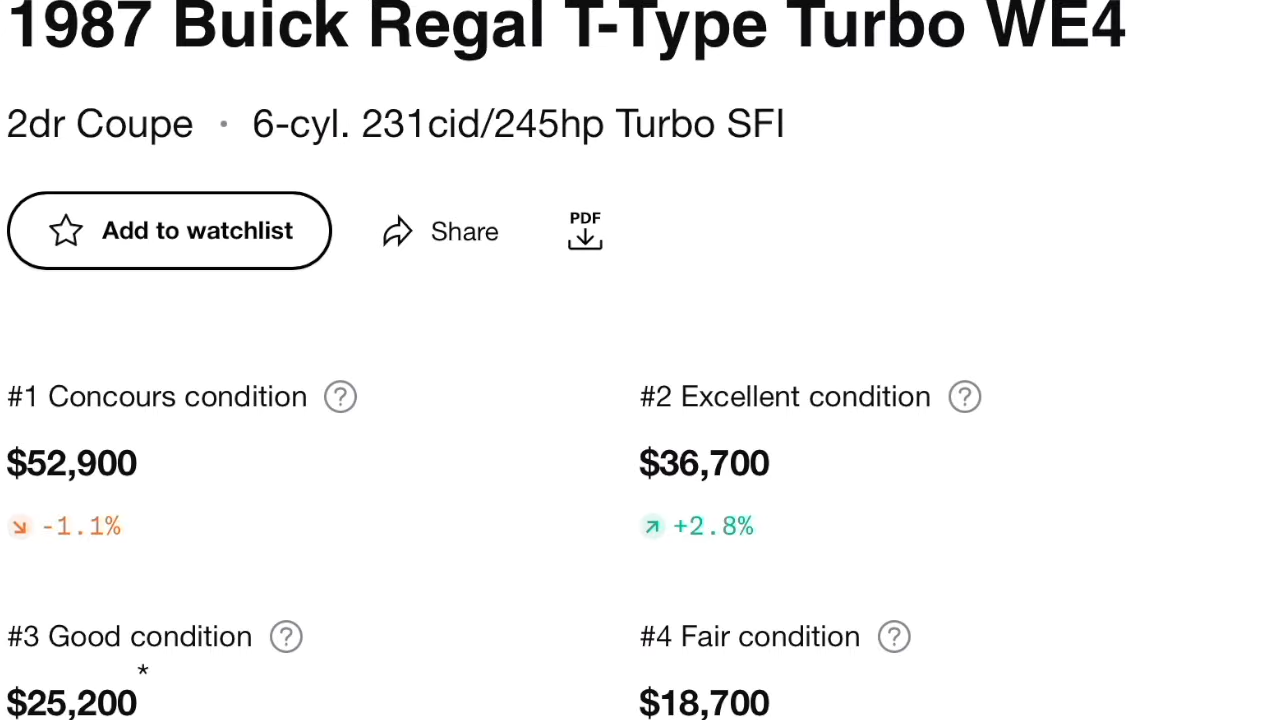 1987 Buick Regal T-Type Turbo WE4
2dr Coupe · 6-cyl. 231cid/245hp Turbo SFI
Add to watchlist Share PDF
#1 Concours condition ?
$52,900
-1.1%
#2 Excellent condition ?
$36,700
+2.8%
#3 Good condition ?
$25,200*
#4 Fair condition ?
$18,700